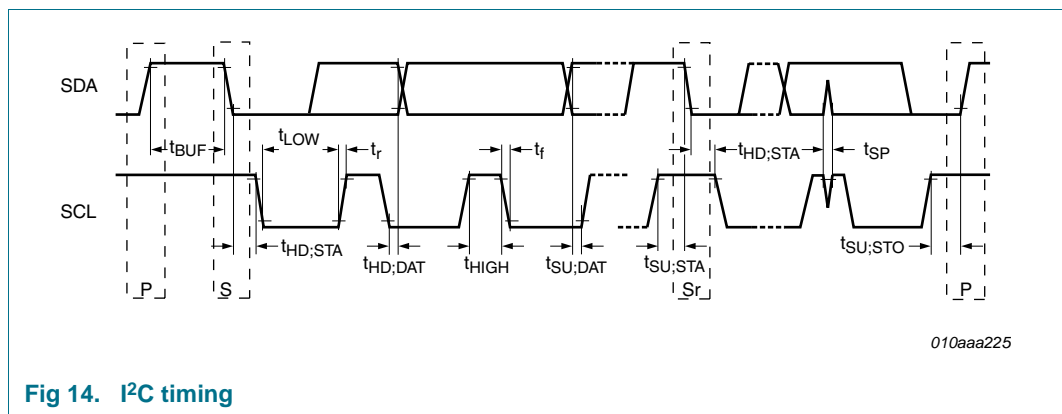 SDA
tBUF
tLOW
tr
tf
tHD;STA
tSP
SCL
tHD;STA
tHD;DAT
tHIGH
tSU;DAT
tSU;STA
tSU;STO
P
S
Sr
P
010aaa225
Fig 14. I²C timing